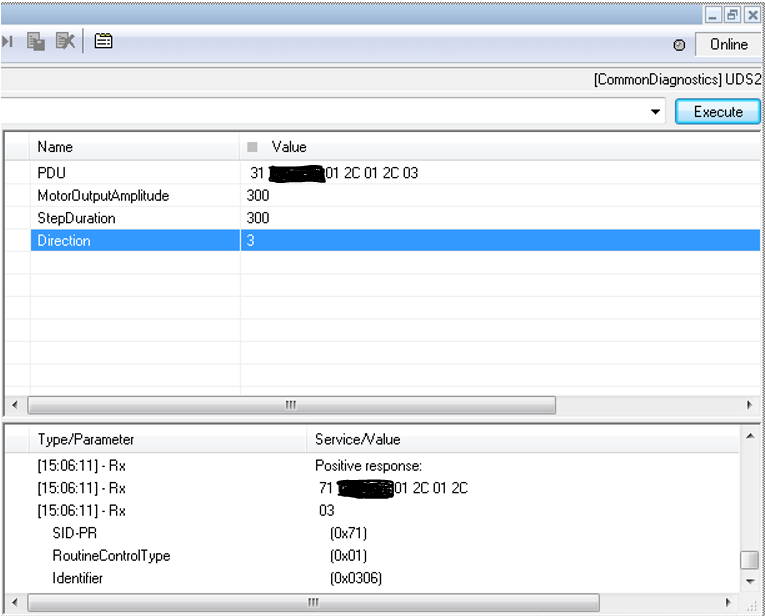 Online
[CommonDiagnostics] UDS2
Execute
Name Value
PDU 31 01 2C 01 2C 03
MotorOutputAmplitude 300
StepDuration 300
Direction 3
Type/Parameter Service/Value
[15:06:11] - Rx Positive response:
[15:06:11] - Rx 71 01 2C 01 2C
[15:06:11] - Rx 03
SID-PR (0x71)
RoutineControlType (0x01)
Identifier (0x0306)